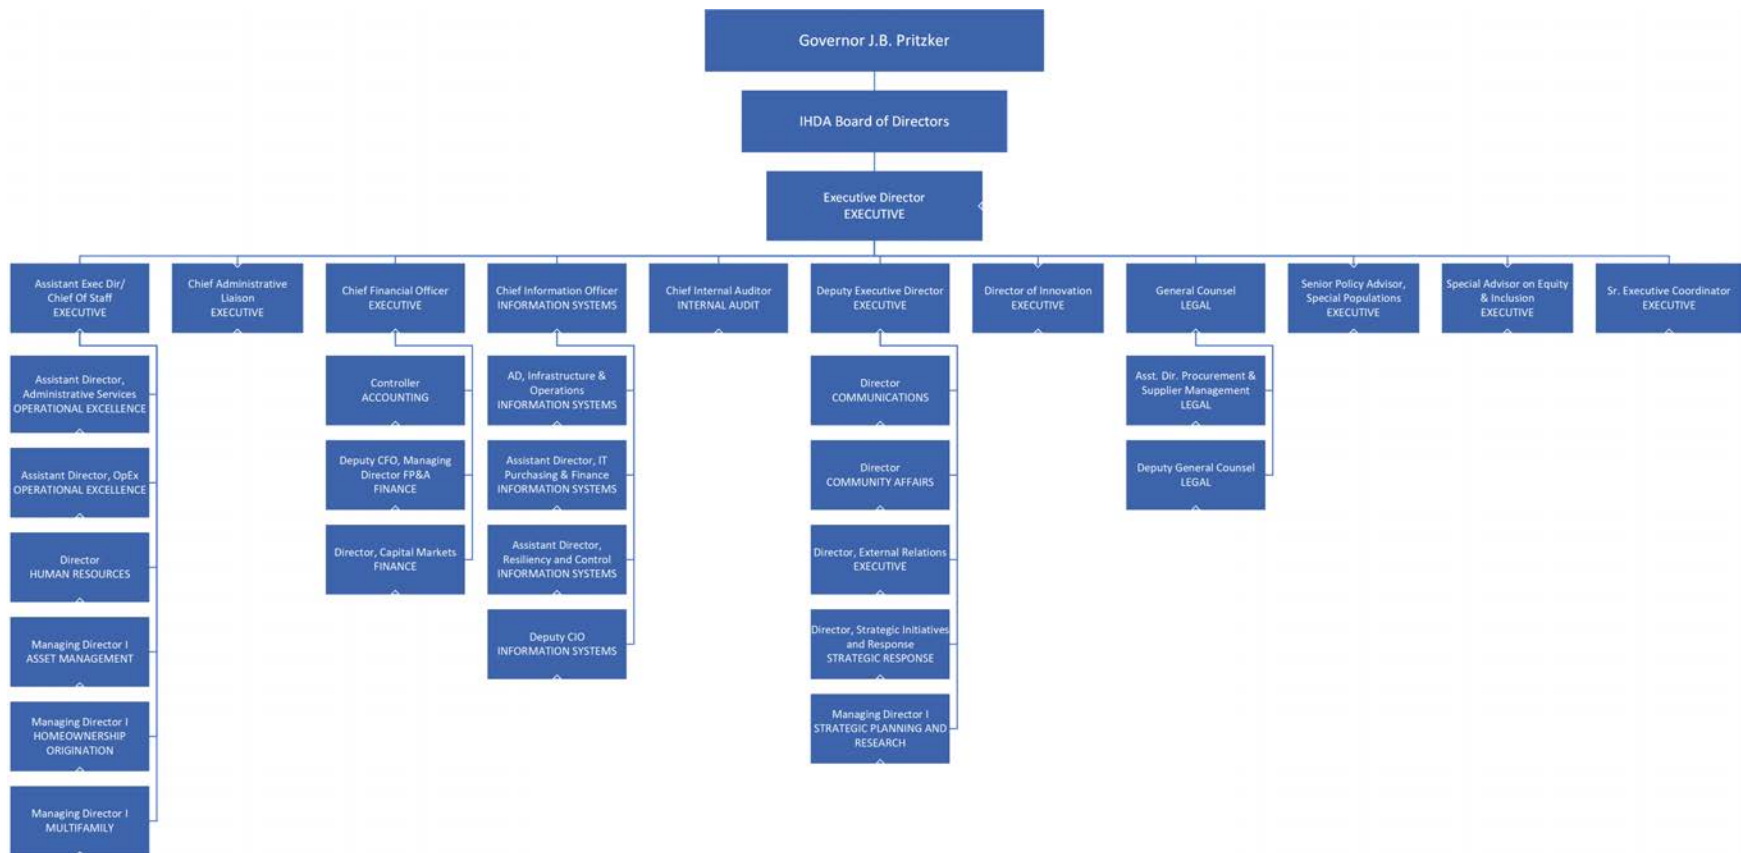 Governor J.B. Pritzker
IHDA Board of Directors
Executive Director
EXECUTIVE
Assistant Exec Dir/
Chief Of Staff
EXECUTIVE
Chief Administrative
Liaison
EXECUTIVE
Chief Financial Officer
EXECUTIVE
Chief Information Officer
INFORMATION SYSTEMS
Chief Internal Auditor
INTERNAL AUDIT
Deputy Executive Director
EXECUTIVE
Director of Innovation
EXECUTIVE
General Counsel
LEGAL
Senior Policy Advisor,
Special Populations
EXECUTIVE
Special Advisor on Equity
& Inclusion
EXECUTIVE
Sr. Executive Coordinator
EXECUTIVE
Assistant Director,
Administrative Services
OPERATIONAL EXCELLENCE
Assistant Director, OpEx
OPERATIONAL EXCELLENCE
Director
HUMAN RESOURCES
Managing Director I
ASSET MANAGEMENT
Managing Director I
HOMEOWNERSHIP
ORIGINATION
Managing Director I
MULTIFAMILY
Controller
ACCOUNTING
Deputy CFO, Managing
Director FP&A
FINANCE
Director, Capital Markets
FINANCE
AD, Infrastructure &
Operations
INFORMATION SYSTEMS
Assistant Director, IT
Purchasing & Finance
INFORMATION SYSTEMS
Assistant Director,
Resiliency and Control
INFORMATION SYSTEMS
Deputy CIO
INFORMATION SYSTEMS
Director
COMMUNICATIONS
Director
COMMUNITY AFFAIRS
Director, External Relations
EXECUTIVE
Director, Strategic Initiatives
and Response
STRATEGIC RESPONSE
Managing Director I
STRATEGIC PLANNING AND
RESEARCH
Asst. Dir. Procurement &
Supplier Management
LEGAL
Deputy General Counsel
LEGAL